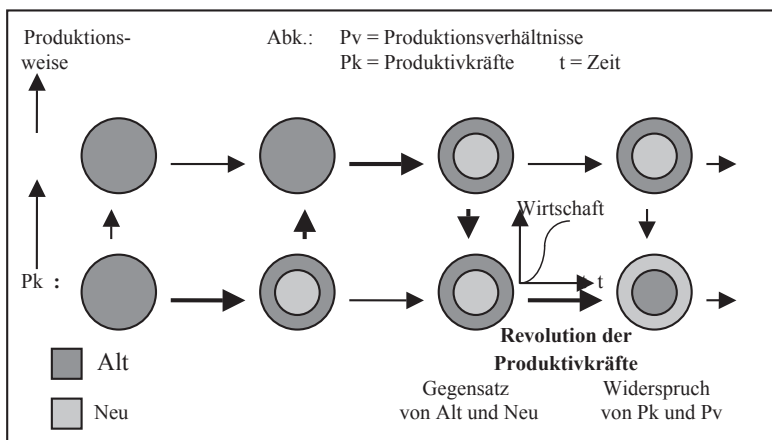 Produktions-
weise
Abk.: Pv = Produktionsverhältnisse
Pk = Produktivkräfte t = Zeit
Wirtschaft
t
Pk :
Revolution der
Produktivkräfte
Alt
Neu
Gegensatz
von Alt und Neu
Widerspruch
von Pk und Pv